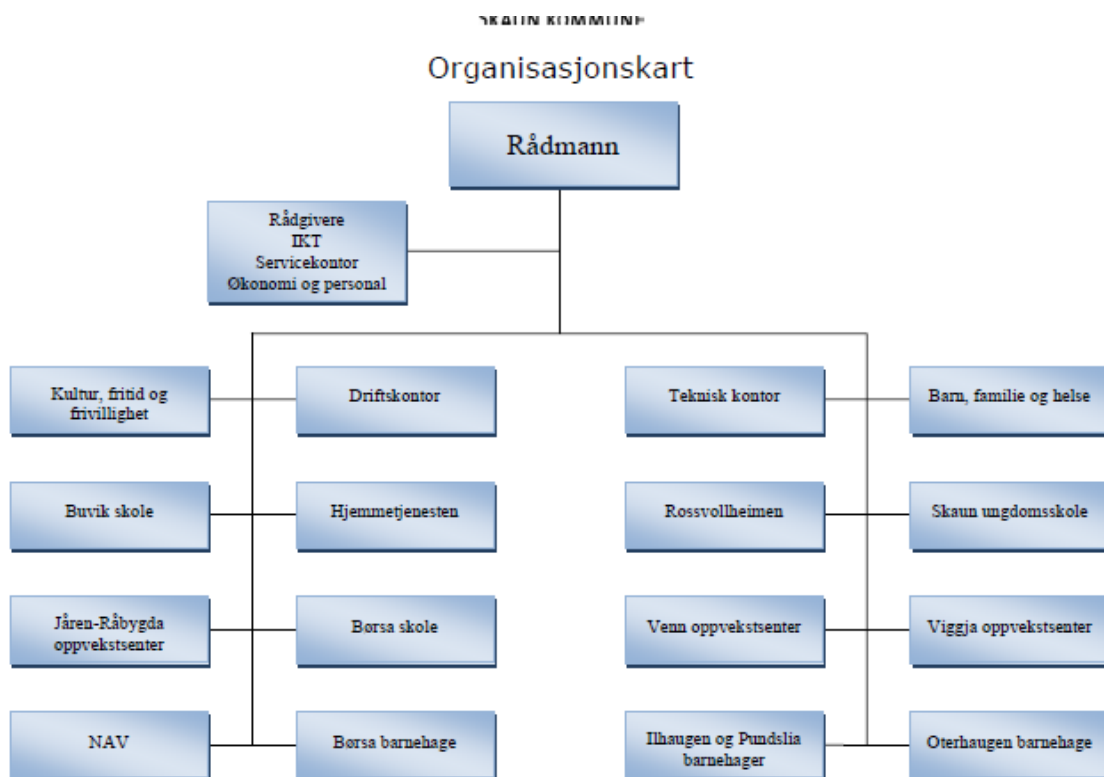 SKAUN KOMMUNE
Organisasjonskart
Rådmann
Rådgivere
IKT
Servicekontor
Økonomi og personal
Kultur, fritid og
frivillighet
Driftskontor
Teknisk kontor
Barn, familie og helse
Buvik skole
Hjemmetjenesten
Rossvollheimen
Skaun ungdomsskole
Jåren-Råbygda
oppvekstsenter
Børsa skole
Venn oppvekstsenter
Viggja oppvekstsenter
NAV
Børsa barnehage
Ilhaugen og Pundslia
barnehager
Oterhaugen barnehage